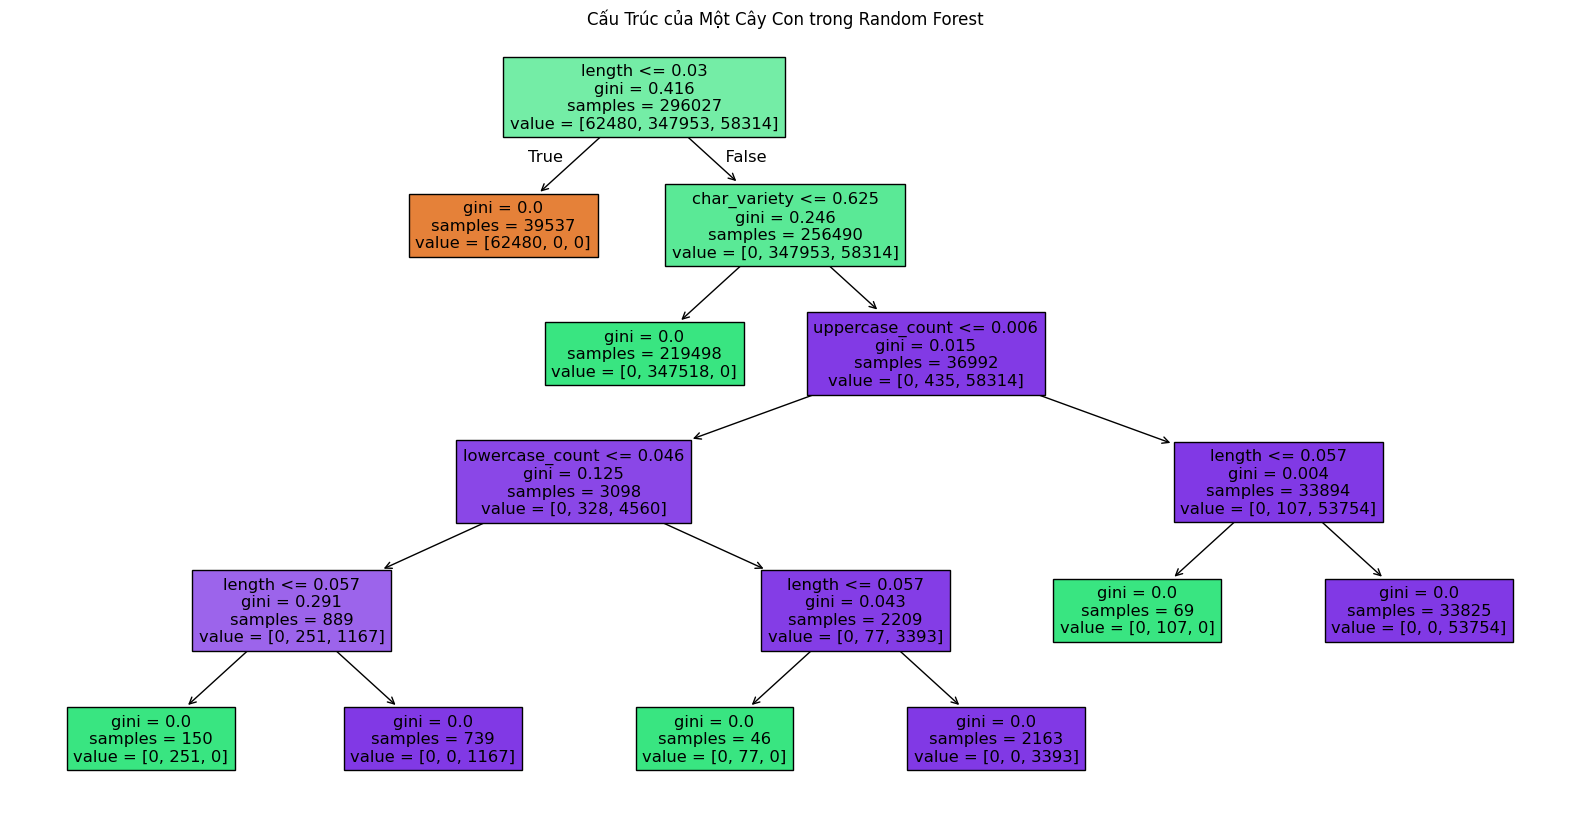 Cấu Trúc của Một Cây Con trong Random Forest
length <= 0.03
gini = 0.416
samples = 296027
value = [62480, 347953, 58314]
True
False
gini = 0.0
samples = 39537
value = [62480, 0, 0]
char_variety <= 0.625
gini = 0.246
samples = 256490
value = [0, 347953, 58314]
gini = 0.0
samples = 219498
value = [0, 347518, 0]
uppercase_count <= 0.006
gini = 0.015
samples = 36992
value = [0, 435, 58314]
lowercase_count <= 0.046
gini = 0.125
samples = 3098
value = [0, 328, 4560]
length <= 0.057
gini = 0.004
samples = 33894
value = [0, 107, 53754]
length <= 0.057
gini = 0.291
samples = 889
value = [0, 251, 1167]
length <= 0.057
gini = 0.043
samples = 2209
value = [0, 77, 3393]
gini = 0.0
samples = 69
value = [0, 107, 0]
gini = 0.0
samples = 33825
value = [0, 0, 53754]
gini = 0.0
samples = 150
value = [0, 251, 0]
gini = 0.0
samples = 739
value = [0, 0, 1167]
gini = 0.0
samples = 46
value = [0, 77, 0]
gini = 0.0
samples = 2163
value = [0, 0, 3393]